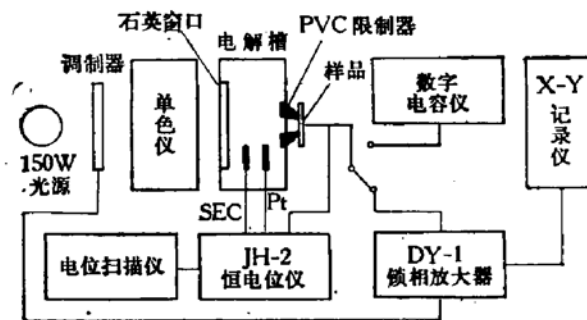 石英窗口
电解槽
PVC限制器
样品
调制器
单色仪
数字
电容仪
X-Y
记录仪
150W
光源
SEC
Pt
电位扫描仪
JH-2
恒电位仪
DY-1
锁相放大器